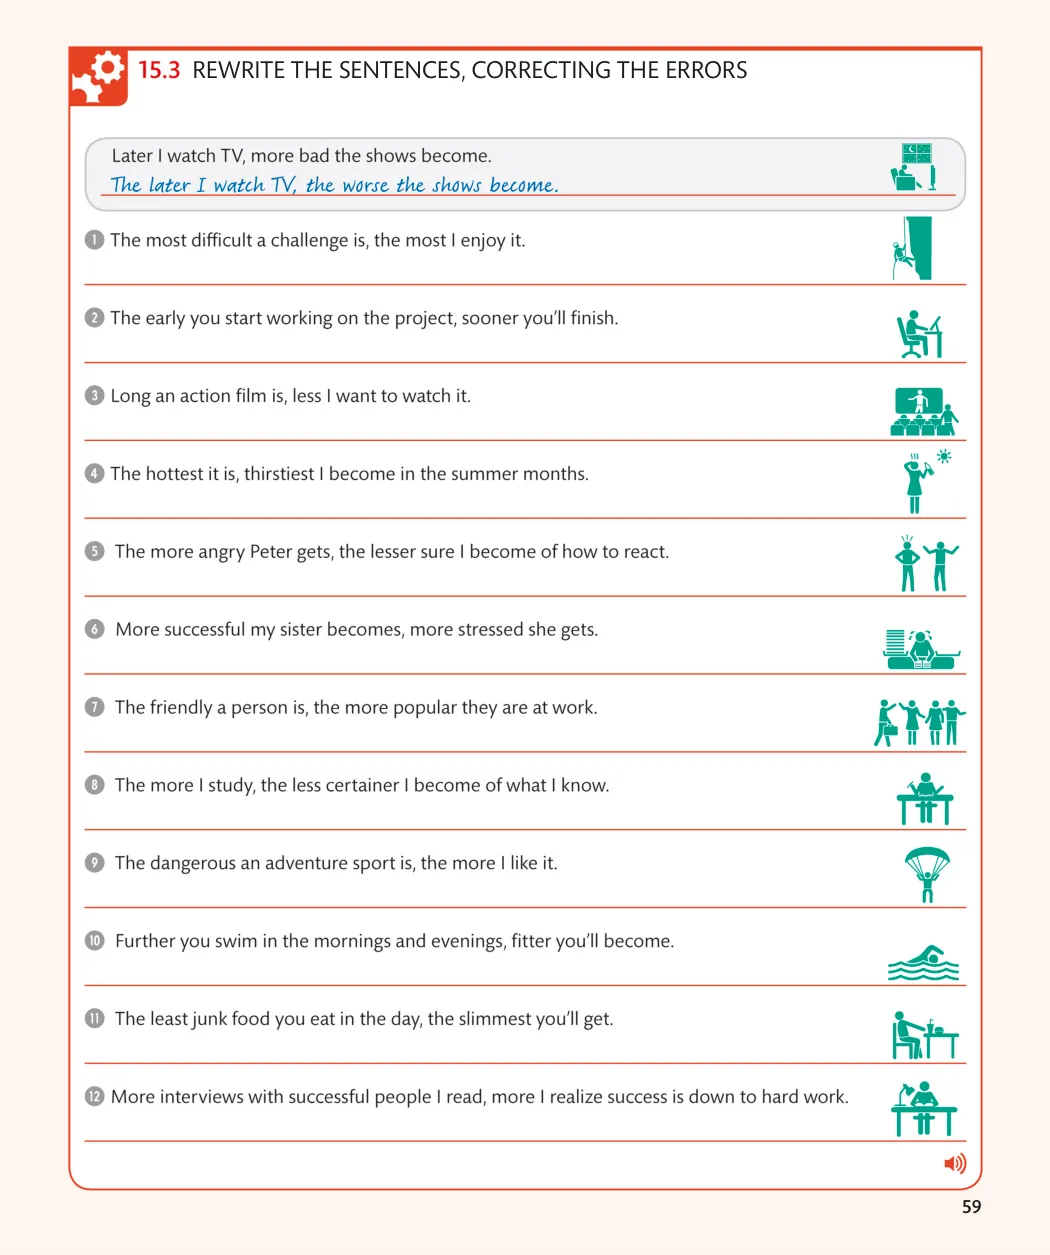 15.3 REWRITE THE SENTENCES, CORRECTING THE ERRORS
Later I watch TV, more bad the shows become.
The later I watch TV, the worse the shows become.
1 The most difficult a challenge is, the most I enjoy it.
2 The early you start working on the project, sooner you’ll finish.
3 Long an action film is, less I want to watch it.
4 The hottest it is, thirstiest I become in the summer months.
5 The more angry Peter gets, the lesser sure I become of how to react.
6 More successful my sister becomes, more stressed she gets.
7 The friendly a person is, the more popular they are at work.
8 The more I study, the less certainer I become of what I know.
9 The dangerous an adventure sport is, the more I like it.
10 Further you swim in the mornings and evenings, fitter you’ll become.
11 The least junk food you eat in the day, the slimmest you’ll get.
12 More interviews with successful people I read, more I realize success is down to hard work.
59